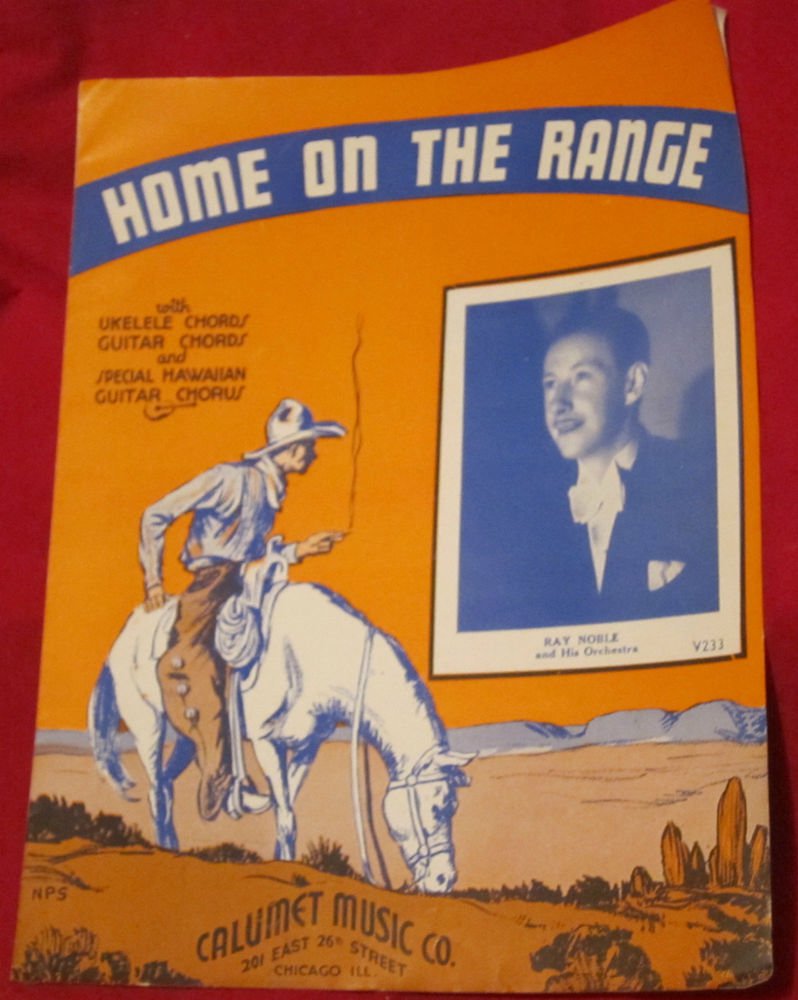 HOME ON THE RANGE
with
UKELELE CHORDS
GUITAR CHORDS
and
SPECIAL HAWAIIAN
GUITAR CHORUS
RAY NOBLE
and His Orchestra
V233
NPS
CALUMET MUSIC CO.
201 EAST 26th STREET
CHICAGO ILL.